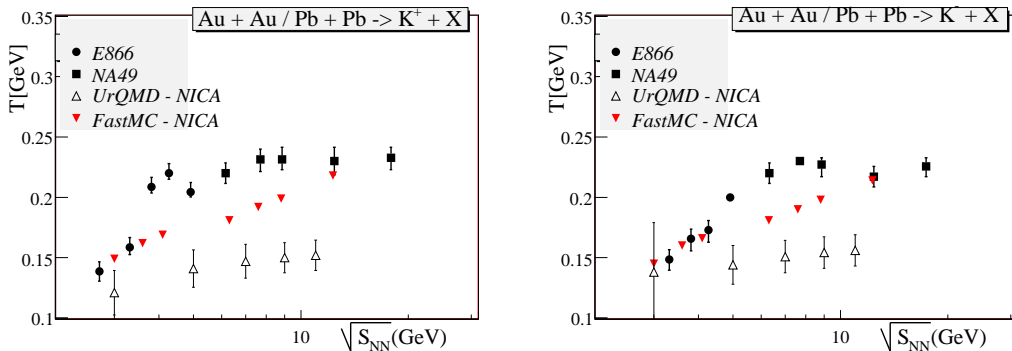 Au + Au / Pb + Pb -> K+ + X
T[GeV]
0.35
0.3
0.25
0.2
0.15
0.1
E866
NA49
UrQMD - NICA
FastMC - NICA
10
√S_NN(GeV)
Au + Au / Pb + Pb -> K- + X
T[GeV]
0.35
0.3
0.25
0.2
0.15
0.1
E866
NA49
UrQMD - NICA
FastMC - NICA
10
√S_NN(GeV)